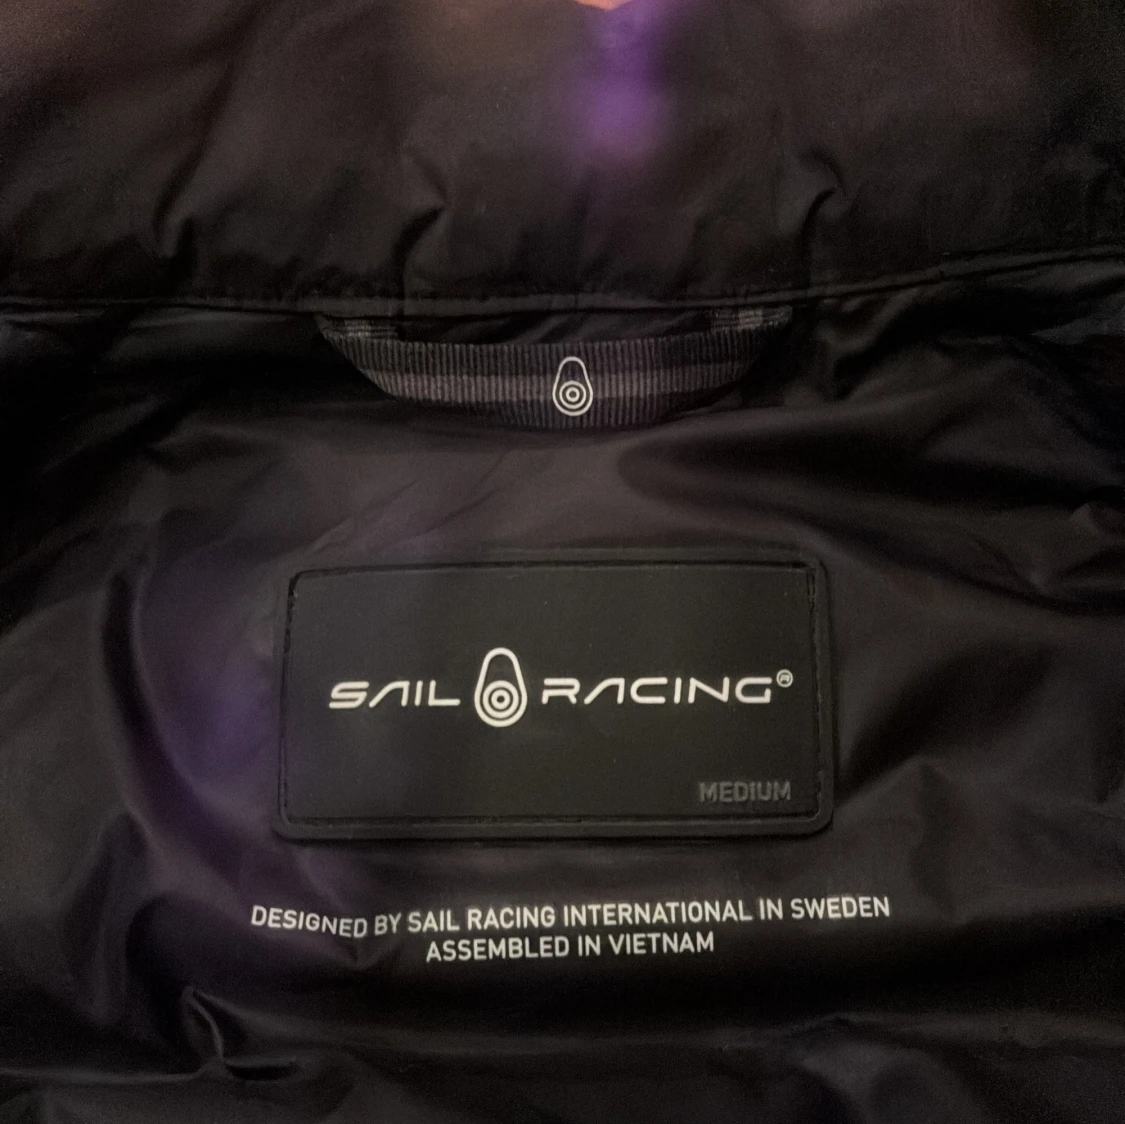 SAIL RACING®
MEDIUM
DESIGNED BY SAIL RACING INTERNATIONAL IN SWEDEN
ASSEMBLED IN VIETNAM